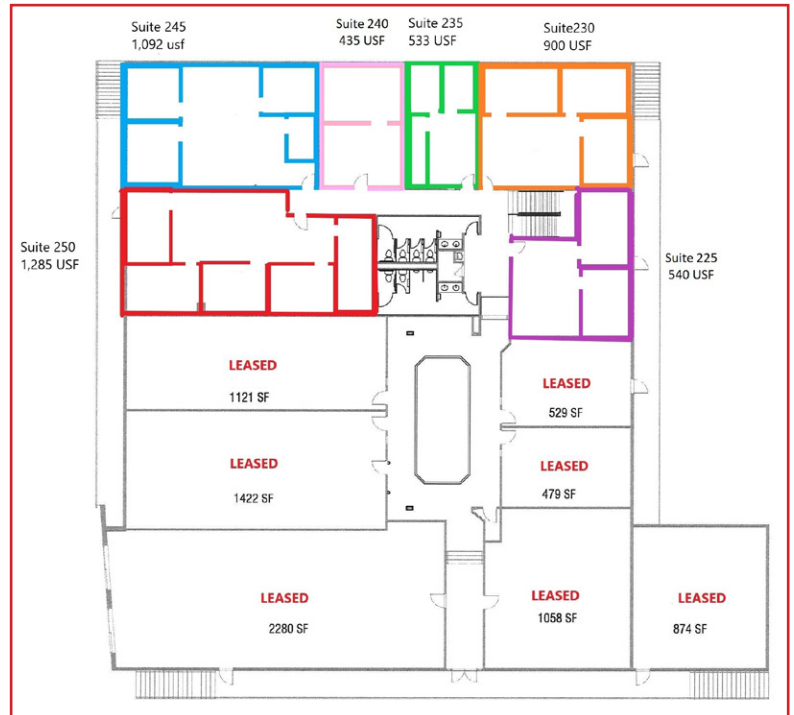 Suite 245
1,092 usf
Suite 240
435 USF
Suite 235
533 USF
Suite230
900 USF
Suite 250
1,285 USF
Suite 225
540 USF
LEASED
1121 SF
LEASED
529 SF
LEASED
1422 SF
LEASED
479 SF
LEASED
2280 SF
LEASED
1058 SF
LEASED
874 SF